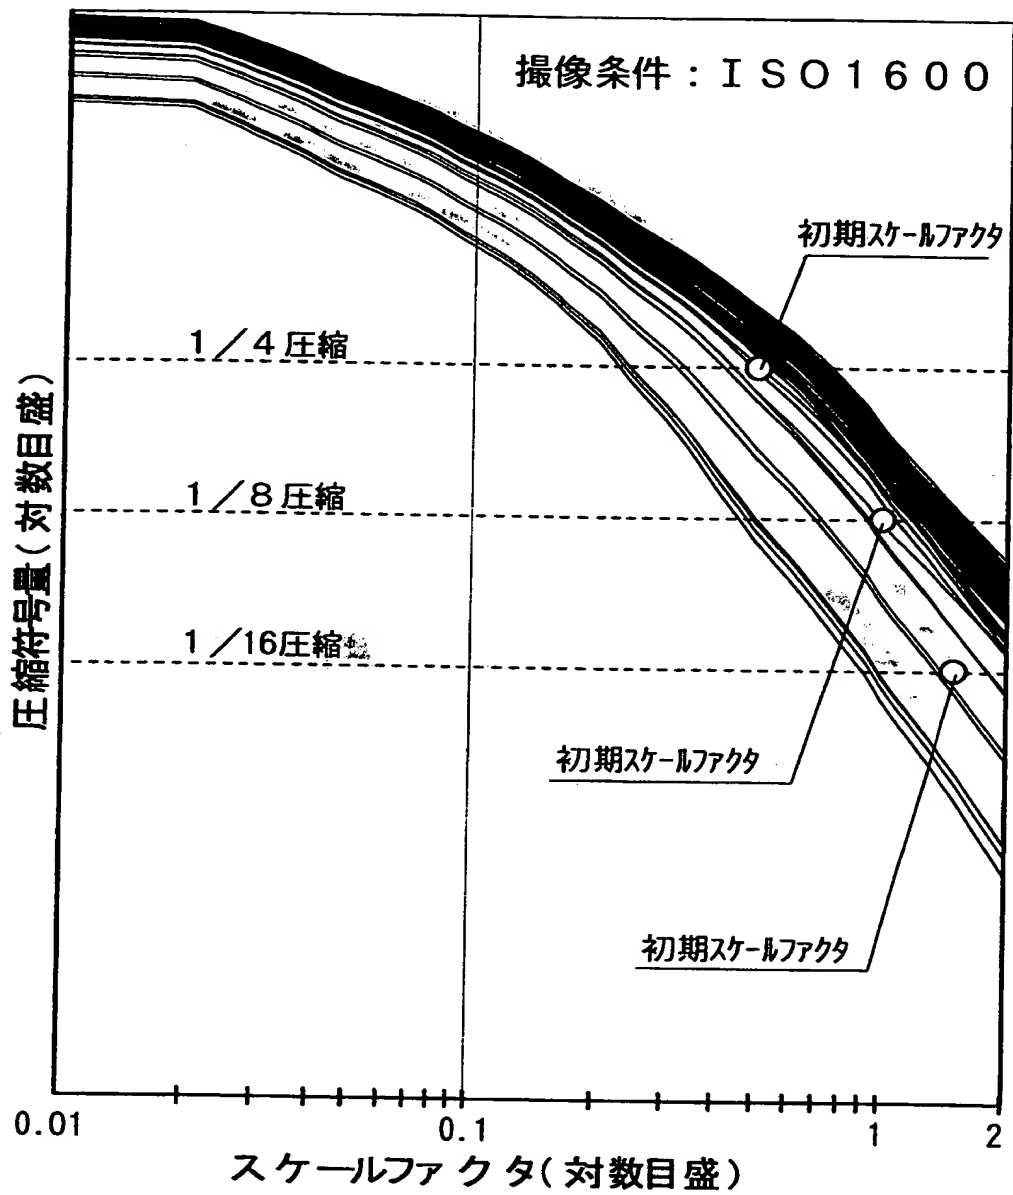 撮像条件：ＩＳＯ１６００
初期スケールファクタ
１／４圧縮
１／８圧縮
１／16圧縮
初期スケールファクタ
初期スケールファクタ
圧縮符号量(対数目盛)
0.01 0.1 1 2
スケールファクタ(対数目盛)